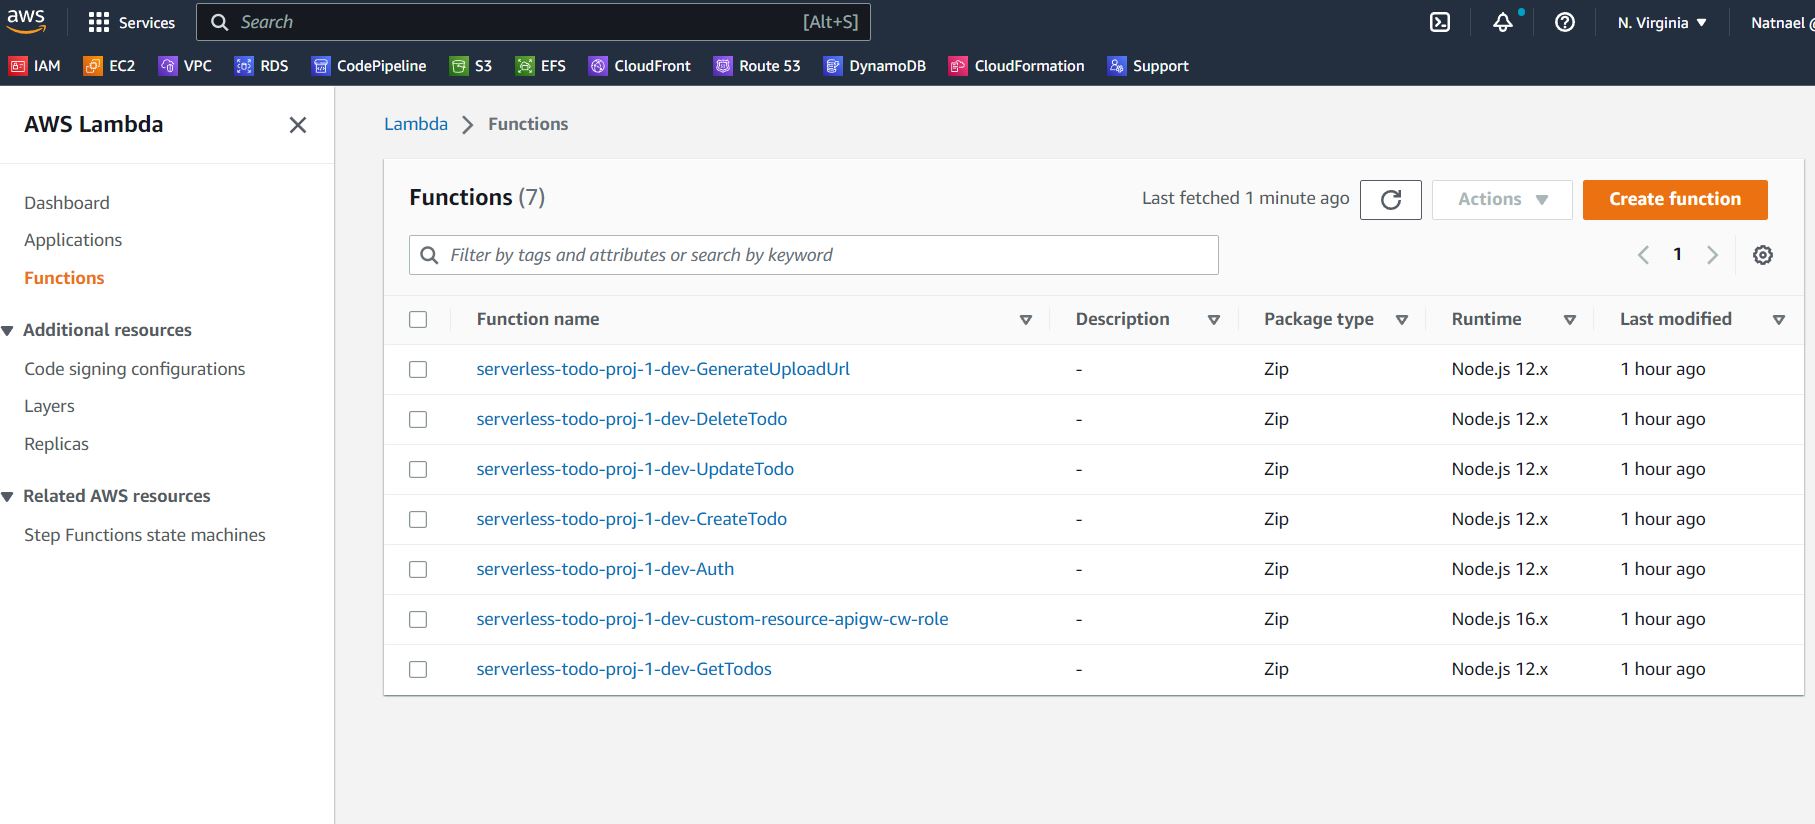 aws Services Search [Alt+S] N. Virginia Natnael @
IAM EC2 VPC RDS CodePipeline S3 EFS CloudFront Route 53 DynamoDB CloudFormation Support
AWS Lambda
Dashboard
Applications
Functions
Additional resources
Code signing configurations
Layers
Replicas
Related AWS resources
Step Functions state machines
Lambda Functions
Functions (7) Last fetched 1 minute ago Actions Create function
Filter by tags and attributes or search by keyword 1
Function name Description Package type Runtime Last modified
serverless-todo-proj-1-dev-GenerateUploadUrl - Zip Node.js 12.x 1 hour ago
serverless-todo-proj-1-dev-DeleteTodo - Zip Node.js 12.x 1 hour ago
serverless-todo-proj-1-dev-UpdateTodo - Zip Node.js 12.x 1 hour ago
serverless-todo-proj-1-dev-CreateTodo - Zip Node.js 12.x 1 hour ago
serverless-todo-proj-1-dev-Auth - Zip Node.js 12.x 1 hour ago
serverless-todo-proj-1-dev-custom-resource-apigw-cw-role - Zip Node.js 16.x 1 hour ago
serverless-todo-proj-1-dev-GetTodos - Zip Node.js 12.x 1 hour ago